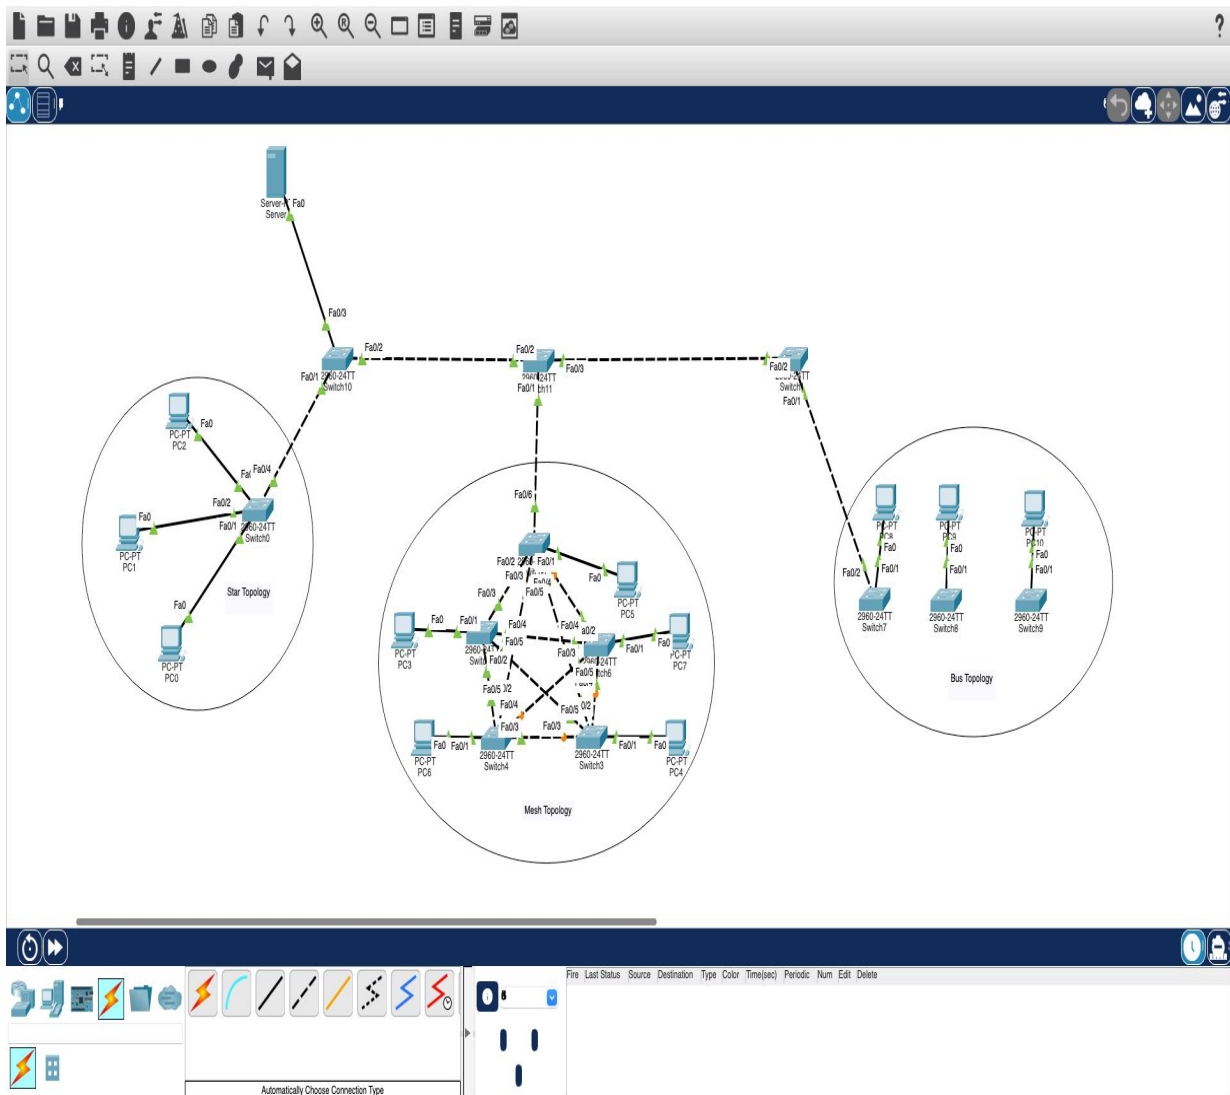 Fa0
Server
Fa0/3
Fa0/2
Fa0/1
2960-24TT
Switch10
Fa0/2
Fa0/3
Fa0/1
Fa0/2
Switch
Fa0/1
PC-PT
PC2
Fa0
Fa0/4
Fa0/2
Fa0/1
2960-24TT
Switch0
Fa0
PC-PT
PC1
Star Topology
Fa0
PC-PT
PC0
Fa0/6
Fa0/2
Fa0/1
Fa0/3
Fa0/4
Fa0/5
Fa0
PC-PT
PC5
Fa0/3
Fa0
Fa0/1
PC-PT
PC3
Fa0/4
Fa0/5
Fa0/2
Fa0/4
Fa0/3
Fa0/1
Fa0
PC7
Fa0/5
Fa0/5
Fa0/4
Fa0/3
Fa0/5
Fa0/3
Fa0
Fa0/1
PC-PT
PC6
2960-24TT
Switch4
2960-24TT
Switch3
Fa0/1
Fa0
PC-PT
PC4
Mesh Topology
Fa0
Fa0/1
Fa0/2
2960-24TT
Switch7
Fa0
Fa0/1
2960-24TT
Switch8
Fa0
Fa0/1
2960-24TT
Switch9
Bus Topology
Fire Last Status Source Destination Type Color Time(sec) Periodic Num Edit Delete
Automatically Choose Connection Type